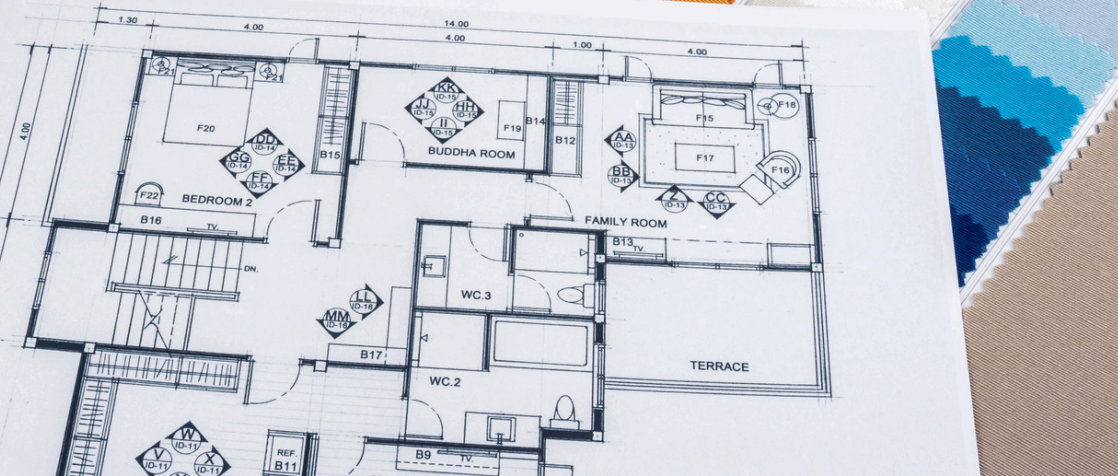 14.00
1.30
4.00
4.00
1.00
4.00
4.00
F21
F21
F20
DD
ID-14
GG
ID-14
EE
ID-14
FF
ID-14
F22
BEDROOM 2
B16
TV.
B15
KK
ID-15
JJ
ID-15
HH
ID-15
II
ID-15
F19
B14
BUDDHA ROOM
B12
F15
F18
F17
F16
AA
ID-13
BB
ID-13
Z
ID-13
CC
ID-13
FAMILY ROOM
B13
TV.
DN.
WC.3
LL
ID-16
MM
ID-16
B17
WC.2
TERRACE
W
ID-11
V
ID-11
X
ID-11
REF.
B11
B9
TV.